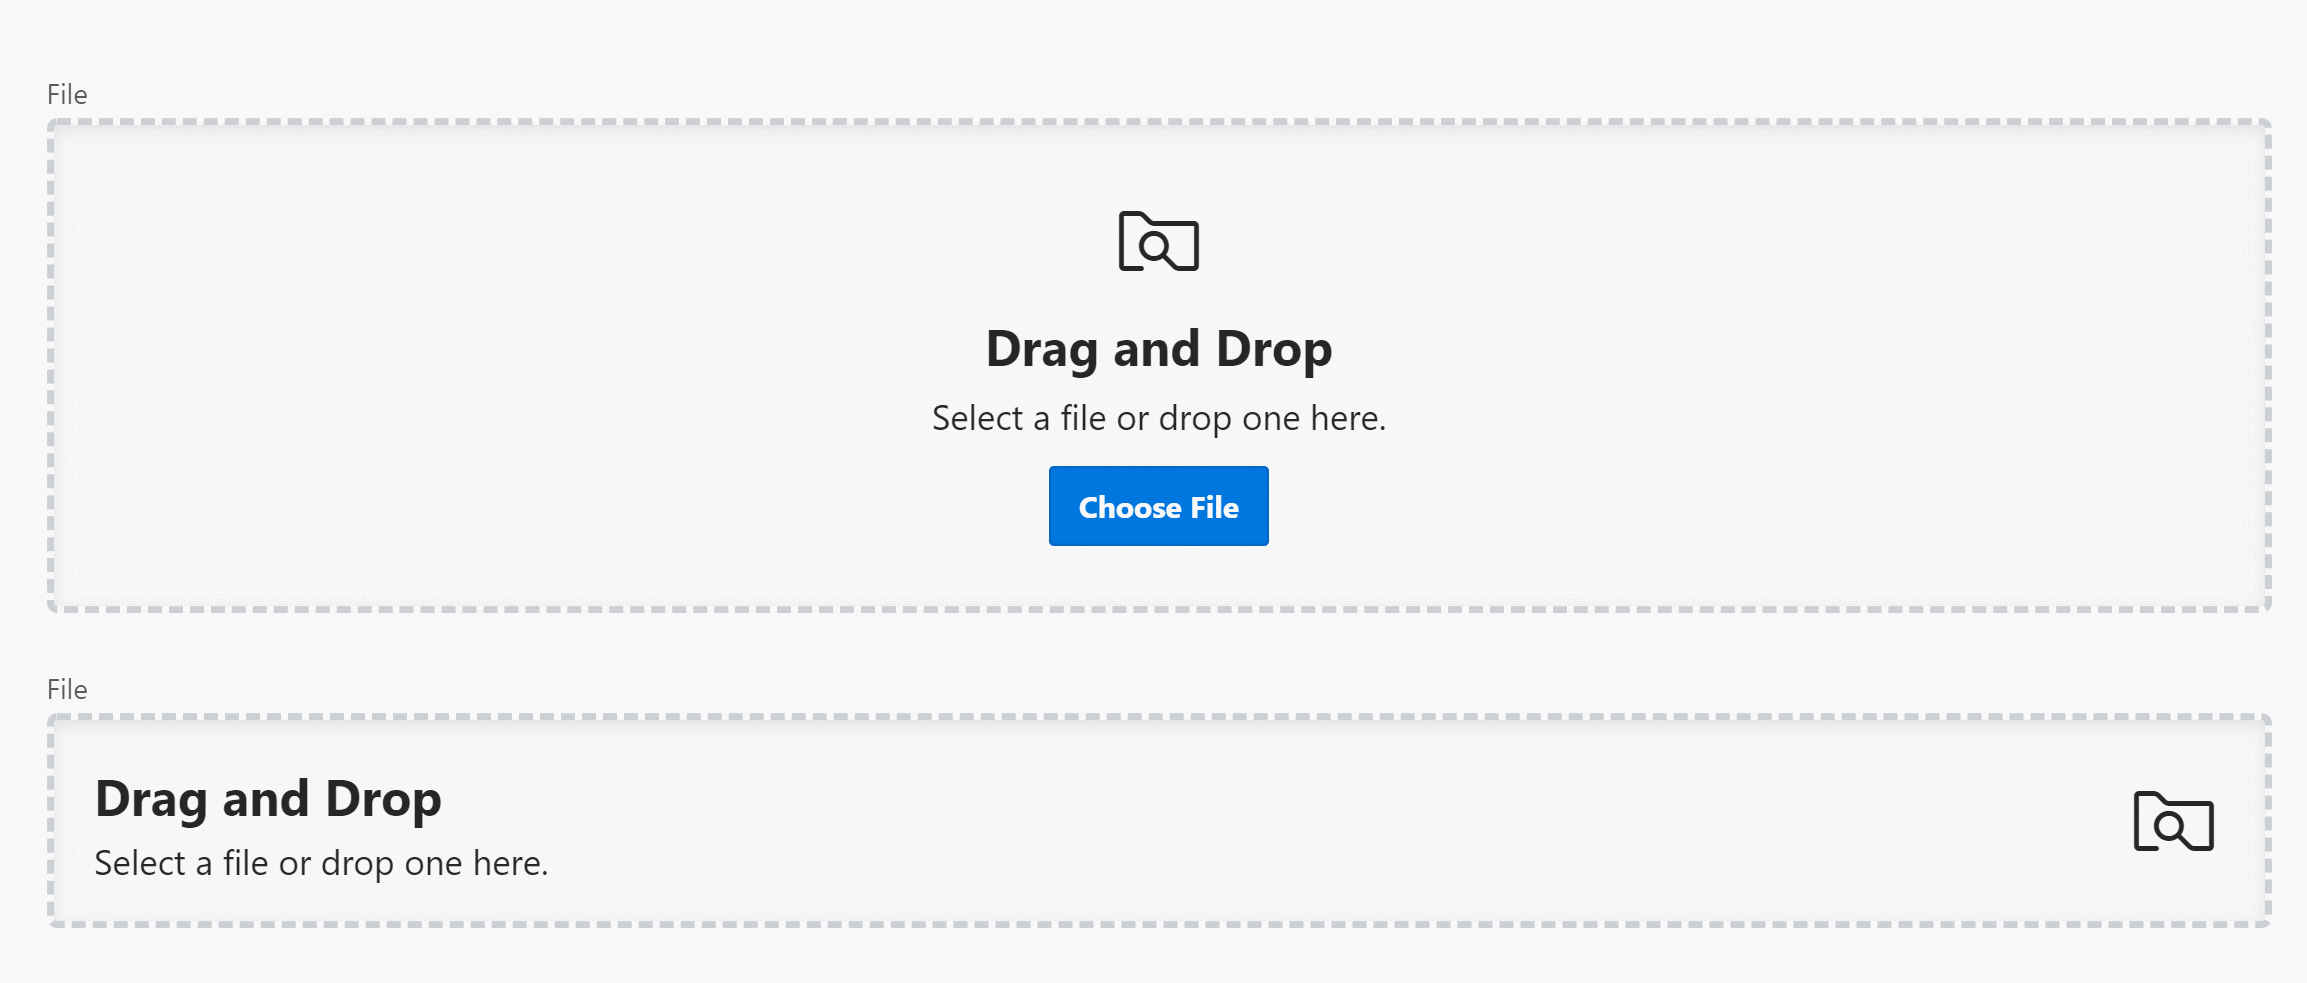 File
Drag and Drop
Select a file or drop one here.
Choose File
File
Drag and Drop
Select a file or drop one here.